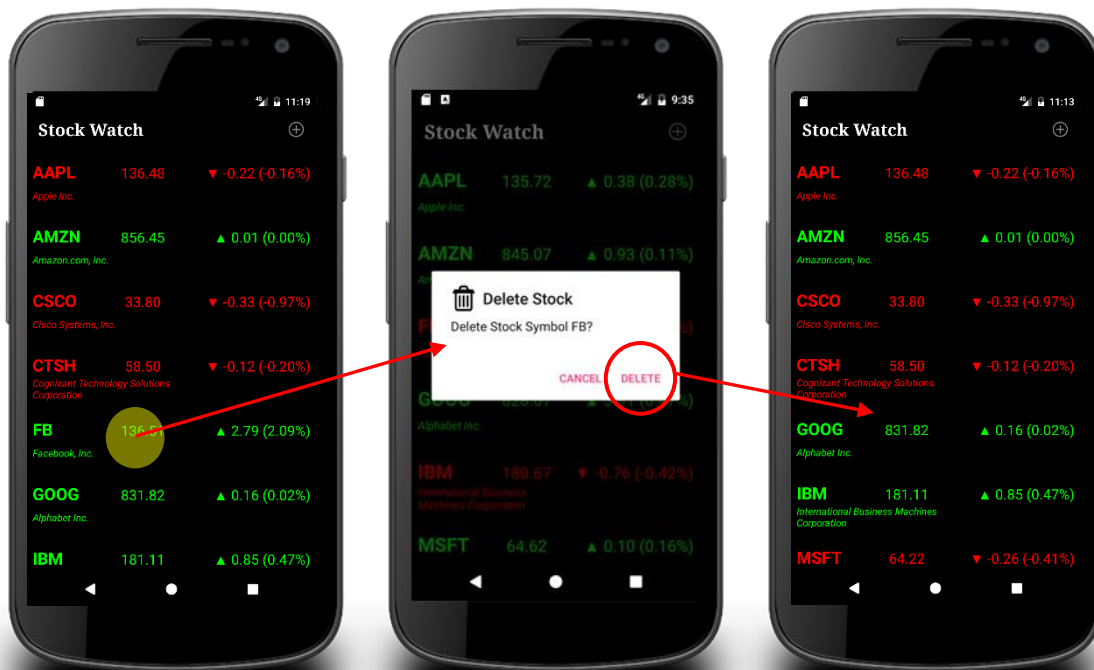 4G 11:19
Stock Watch
AAPL 136.48 ▼ -0.22 (-0.16%)
Apple Inc.
AMZN 856.45 ▲ 0.01 (0.00%)
Amazon.com, Inc.
CSCO 33.80 ▼ -0.33 (-0.97%)
Cisco Systems, Inc.
CTSH 58.50 ▼ -0.12 (-0.20%)
Cognizant Technology Solutions
Corporation
FB 136.51 ▲ 2.79 (2.09%)
Facebook, Inc.
GOOG 831.82 ▲ 0.16 (0.02%)
Alphabet Inc.
IBM 181.11 ▲ 0.85 (0.47%)
A 4G 9:35
Stock Watch
AAPL 135.72 ▲ 0.38 (0.28%)
Apple Inc.
AMZN 845.07 ▲ 0.93 (0.11%)
Delete Stock
Delete Stock Symbol FB?
CANCEL DELETE
Alphabet Inc.
IBM 180.67 ▼ -0.76 (-0.42%)
International Business
Machines Corporation
MSFT 64.62 ▲ 0.10 (0.16%)
4G 11:13
Stock Watch
AAPL 136.48 ▼ -0.22 (-0.16%)
Apple Inc.
AMZN 856.45 ▲ 0.01 (0.00%)
Amazon.com, Inc.
CSCO 33.80 ▼ -0.33 (-0.97%)
Cisco Systems, Inc.
CTSH 58.50 ▼ -0.12 (-0.20%)
Cognizant Technology Solutions
Corporation
GOOG 831.82 ▲ 0.16 (0.02%)
Alphabet Inc.
IBM 181.11 ▲ 0.85 (0.47%)
International Business Machines
Corporation
MSFT 64.22 ▼ -0.26 (-0.41%)